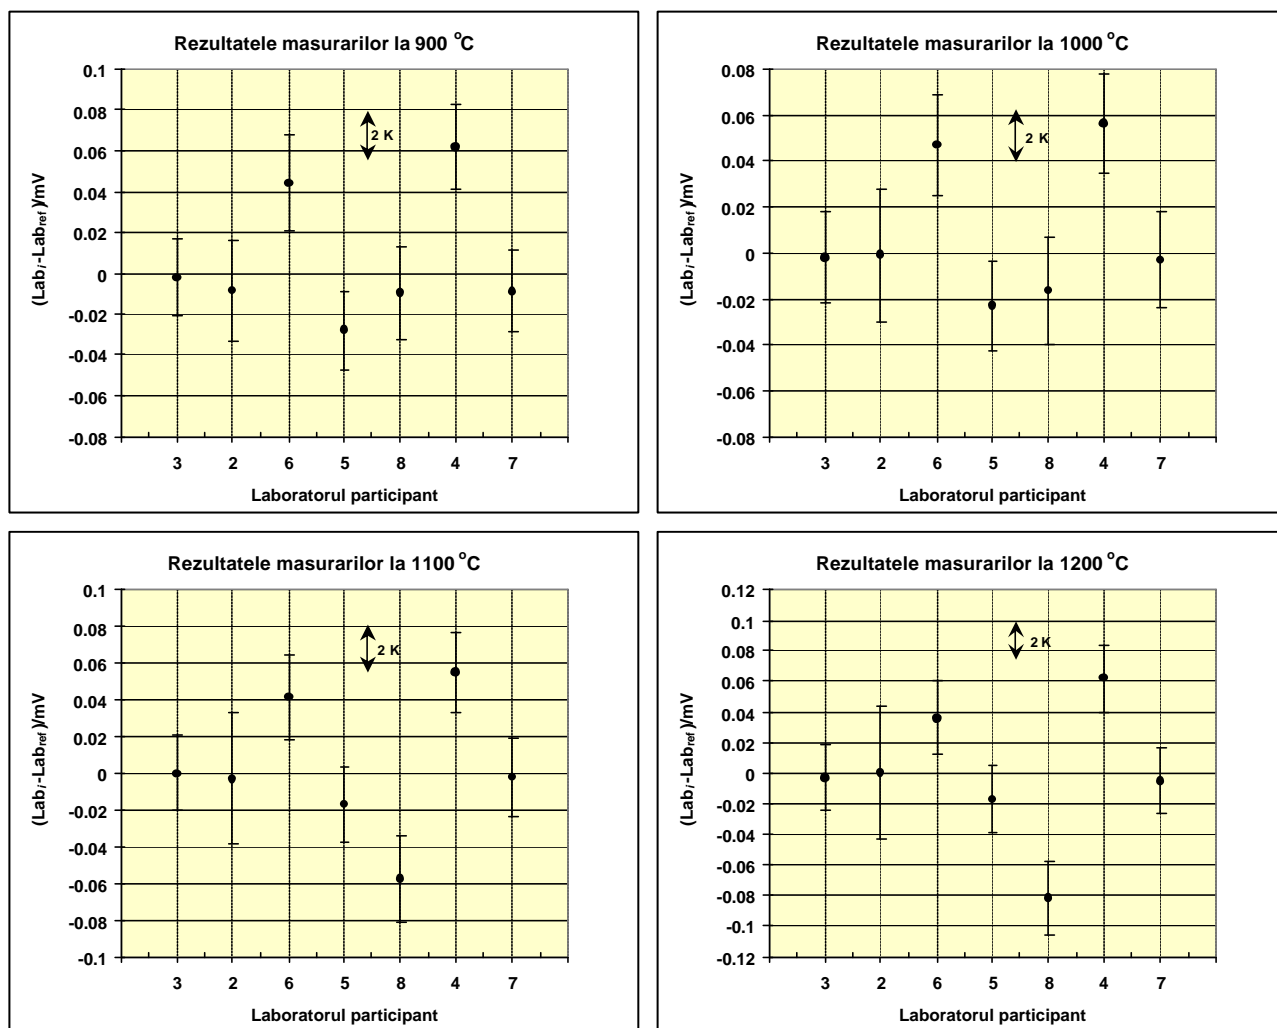 Rezultatele masurarilor la 900 °C
(Labi-Labref)/mV
0.1
0.08
0.06
0.04
0.02
0
-0.02
-0.04
-0.06
-0.08
2 K
3 2 6 5 8 4 7
Laboratorul participant
Rezultatele masurarilor la 1000 °C
(Labi-Labref)/mV
0.08
0.06
0.04
0.02
0
-0.02
-0.04
-0.06
-0.08
2 K
3 2 6 5 8 4 7
Laboratorul participant
Rezultatele masurarilor la 1100 °C
(Labi-Labref)/mV
0.1
0.08
0.06
0.04
0.02
0
-0.02
-0.04
-0.06
-0.08
-0.1
2 K
3 2 6 5 8 4 7
Laboratorul participant
Rezultatele masurarilor la 1200 °C
(Labi-Labref)/mV
0.12
0.1
0.08
0.06
0.04
0.02
0
-0.02
-0.04
-0.06
-0.08
-0.1
-0.12
2 K
3 2 6 5 8 4 7
Laboratorul participant